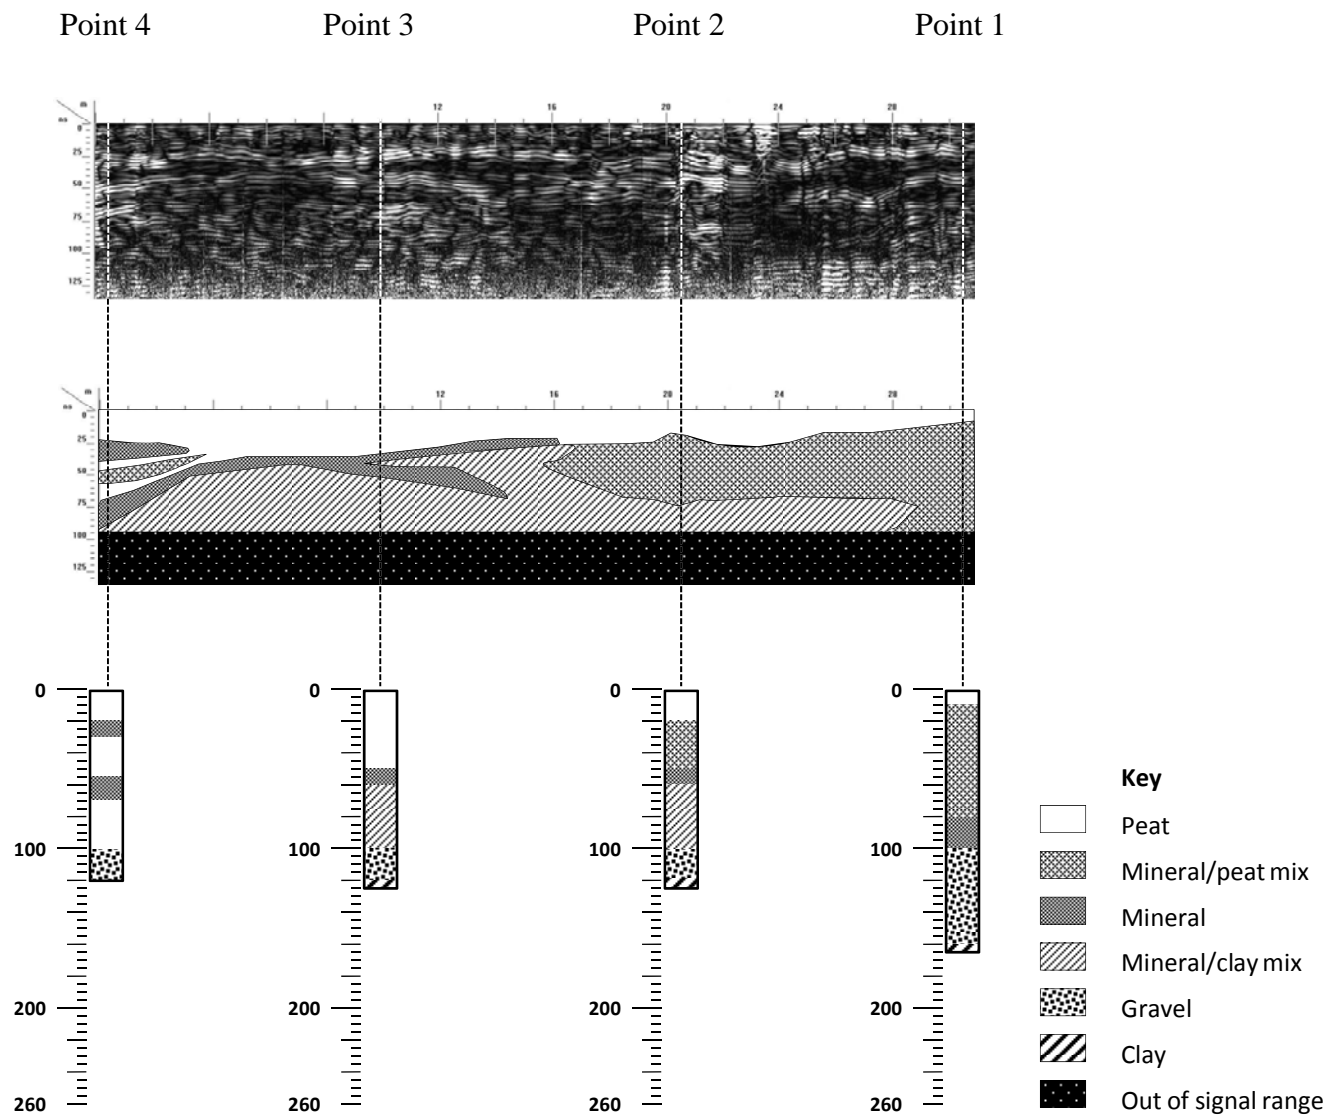 Point 4 Point 3 Point 2 Point 1
m 12 16 20 24 28
ns 0
25
50
75
100
125
m 12 16 20 24 28
ns 0
25
50
75
100
125
0 0 0 0
100 100 100 100
200 200 200 200
260 260 260 260
Key
Peat
Mineral/peat mix
Mineral
Mineral/clay mix
Gravel
Clay
Out of signal range